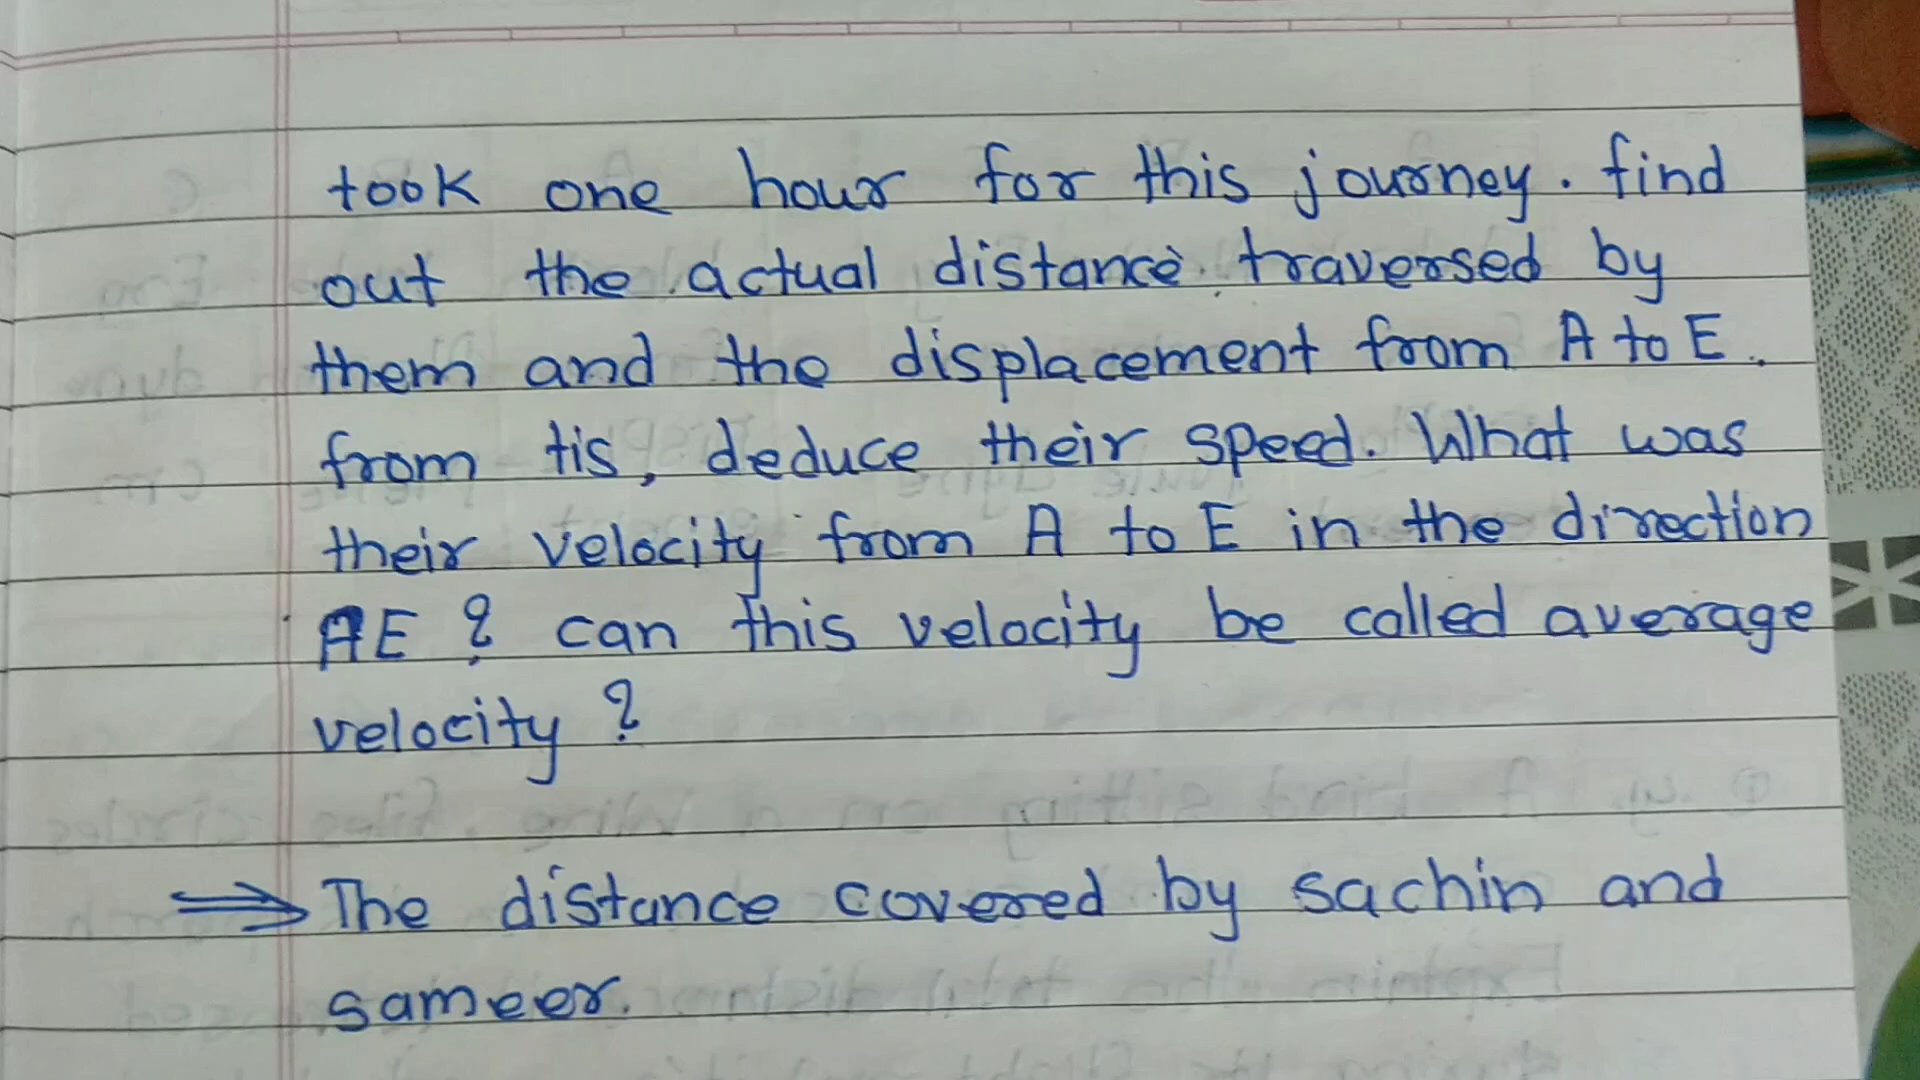 took one hour for this journey. find
out the actual distance traversed by
them and the displacement from A to E.
from tis, deduce their speed. What was
their velocity from A to E in the direction
AE ? can this velocity be called average
velocity ?
⇒ The distance covered by sachin and
sameer.